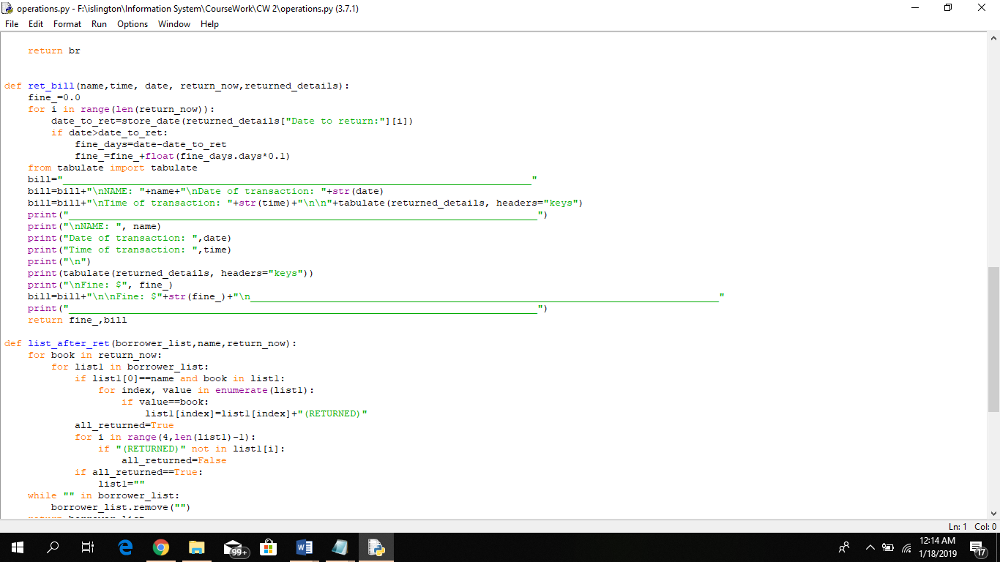 operations.py - F:\islington\Information System\CourseWork\CW 2\operations.py (3.7.1)
File Edit Format Run Options Window Help
    return br
def ret_bill(name,time, date, return_now,returned_details):
    fine_=0.0
    for i in range(len(return_now)):
        date_to_ret=store_date(returned_details["Date to return:"][i])
        if date>date_to_ret:
            fine_days=date-date_to_ret
            fine_=fine_+float(fine_days.days*0.1)
    from tabulate import tabulate
    bill="________________________________________________________________________________"
    bill=bill+"\nNAME: "+name+"\nDate of transaction: "+str(date)
    bill=bill+"\nTime of transaction: "+str(time)+"\n\n"+tabulate(returned_details, headers="keys")
    print("________________________________________________________________________________")
    print("\nNAME: ", name)
    print("Date of transaction: ",date)
    print("Time of transaction: ",time)
    print("\n")
    print(tabulate(returned_details, headers="keys"))
    print("\nFine: $", fine_)
    bill=bill+"\n\nFine: $"+str(fine_)+"\n________________________________________________________________________________"
    print("________________________________________________________________________________")
    return fine_,bill
def list_after_ret(borrower_list,name,return_now):
    for book in return_now:
        for list1 in borrower_list:
            if list1[0]==name and book in list1:
                for index, value in enumerate(list1):
                    if value==book:
                        list1[index]=list1[index]+"(RETURNED)"
            all_returned=True
            for i in range(4,len(list1)-1):
                if "(RETURNED)" not in list1[i]:
                    all_returned=False
            if all_returned==True:
                list1=""
    while "" in borrower_list:
        borrower_list.remove("")
    return borrower_list
Ln: 1 Col: 0
99+
12:14 AM
1/18/2019
17